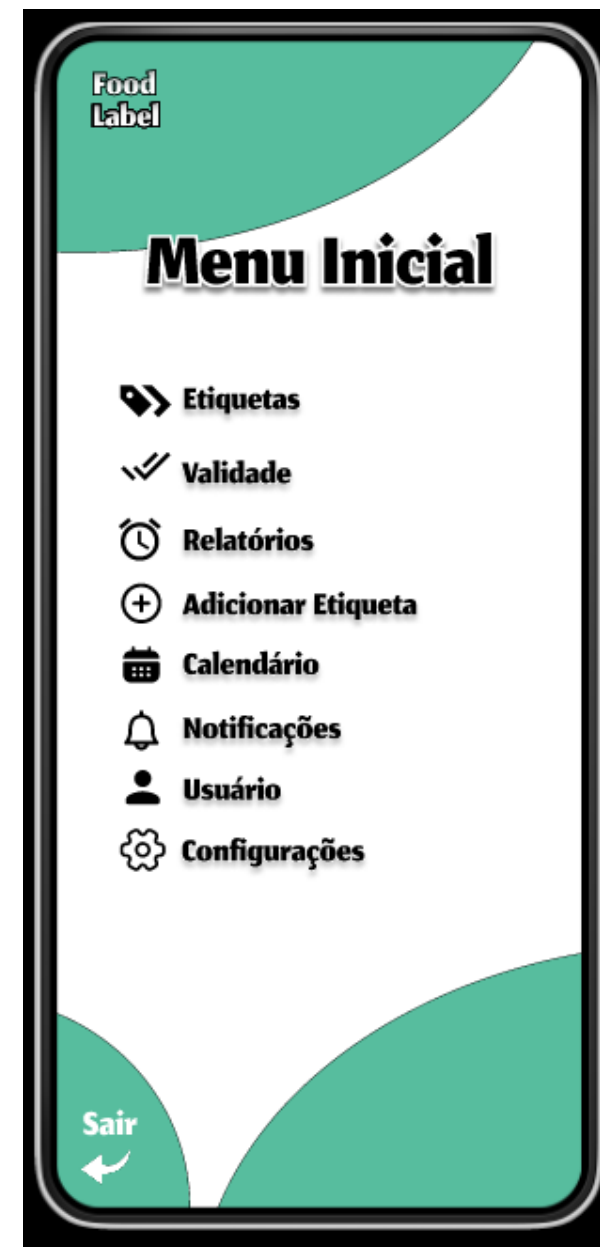 Food
Label
Menu Inicial
Etiquetas
Validade
Relatórios
Adicionar Etiqueta
Calendário
Notificações
Usuário
Configurações
Sair